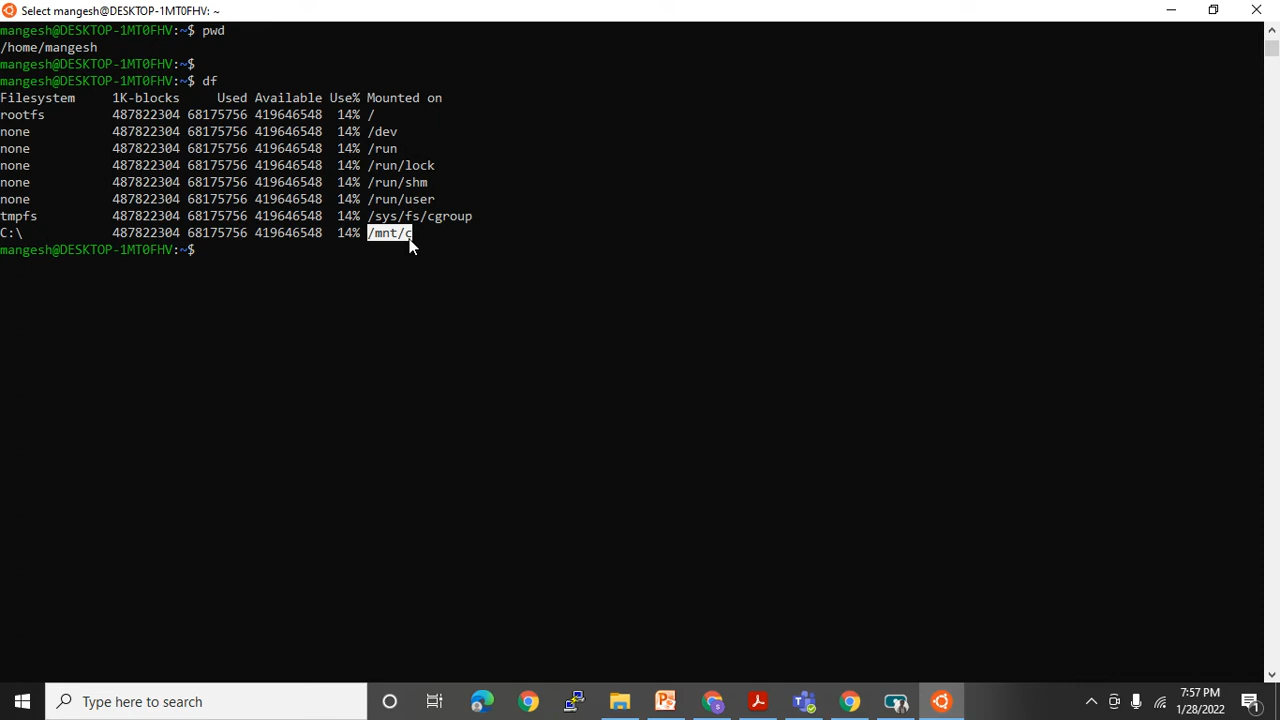 Select mangesh@DESKTOP-1MT0FHV: ~
mangesh@DESKTOP-1MT0FHV:~$ pwd
/home/mangesh
mangesh@DESKTOP-1MT0FHV:~$
mangesh@DESKTOP-1MT0FHV:~$ df
Filesystem     1K-blocks     Used Available Use% Mounted on
rootfs         487822304 68175756 419646548  14% /
none           487822304 68175756 419646548  14% /dev
none           487822304 68175756 419646548  14% /run
none           487822304 68175756 419646548  14% /run/lock
none           487822304 68175756 419646548  14% /run/shm
none           487822304 68175756 419646548  14% /run/user
tmpfs          487822304 68175756 419646548  14% /sys/fs/cgroup
C:\            487822304 68175756 419646548  14% /mnt/c
mangesh@DESKTOP-1MT0FHV:~$
Type here to search
7:57 PM
1/28/2022